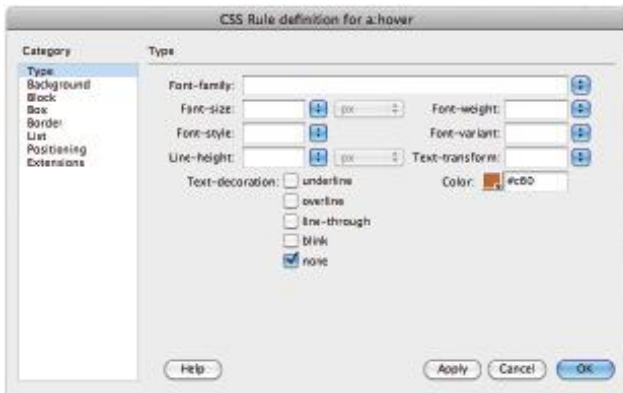 CSS Rule definition for a:hover
Category
Type
Type
Background
Block
Box
Border
List
Positioning
Extensions
Font-family:
Font-size:
px
Font-weight:
Font-style:
Font-variant:
Line-height:
px
Text-transform:
Text-decoration:
underline
Color:
overline
line-through
blink
none
Help
Apply
Cancel
OK